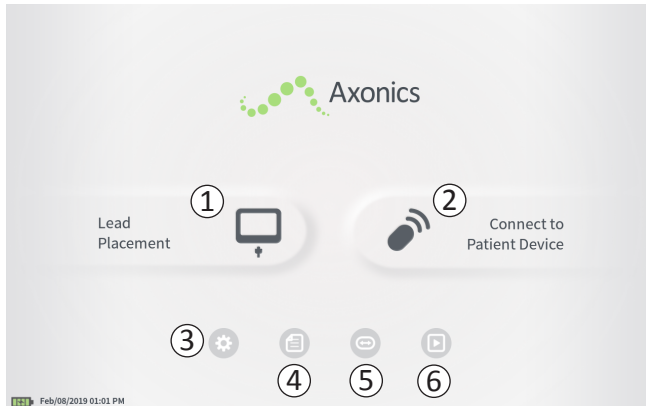 Axonics
1
2
Lead
Placement
Connect to
Patient Device
3
4
5
6
Feb/08/2019 01:01 PM